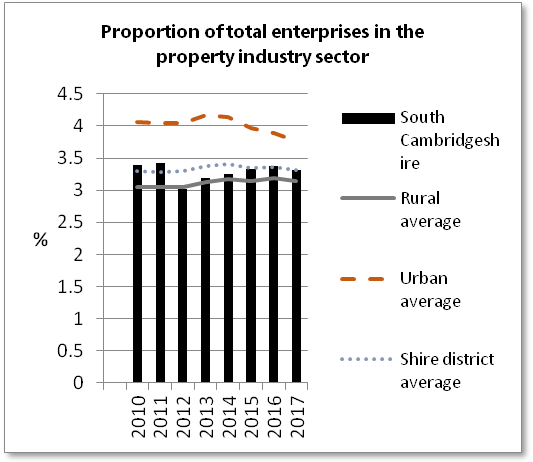 Proportion of total enterprises in the
property industry sector
4.5
4
3.5
3
2.5
2
1.5
1
0.5
0
%
2010
2011
2012
2013
2014
2015
2016
2017
South
Cambridgesh
ire
Rural
average
Urban
average
Shire district
average